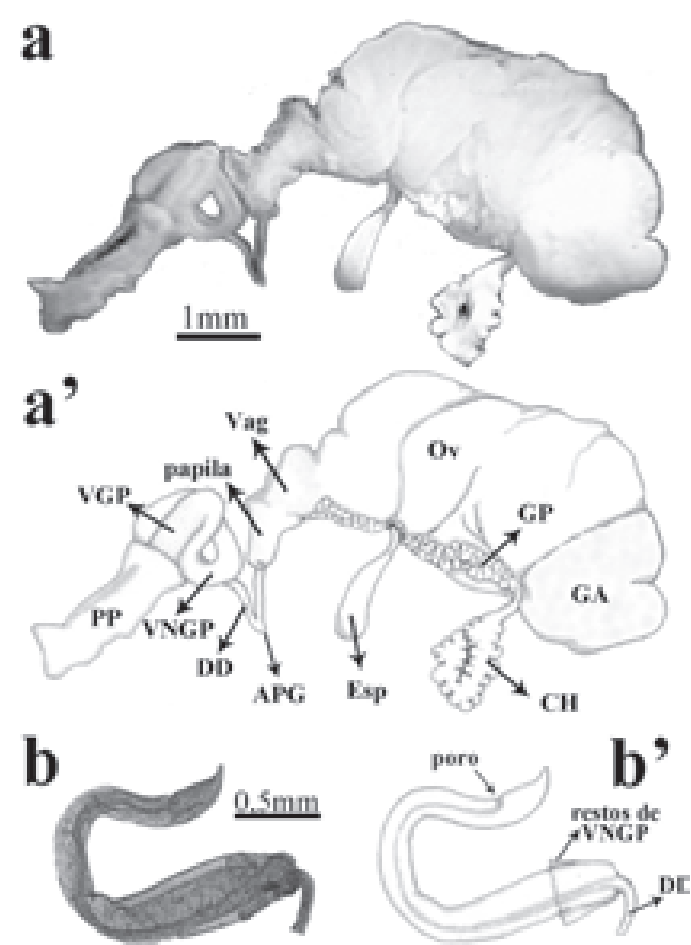 a
1mm
a’
Vag
Ov
papila
VGP
GP
PP
VNGP
GA
DD
APG
Esp
CH
b
0,5mm
b’
poro
restos de
VNGP
DD